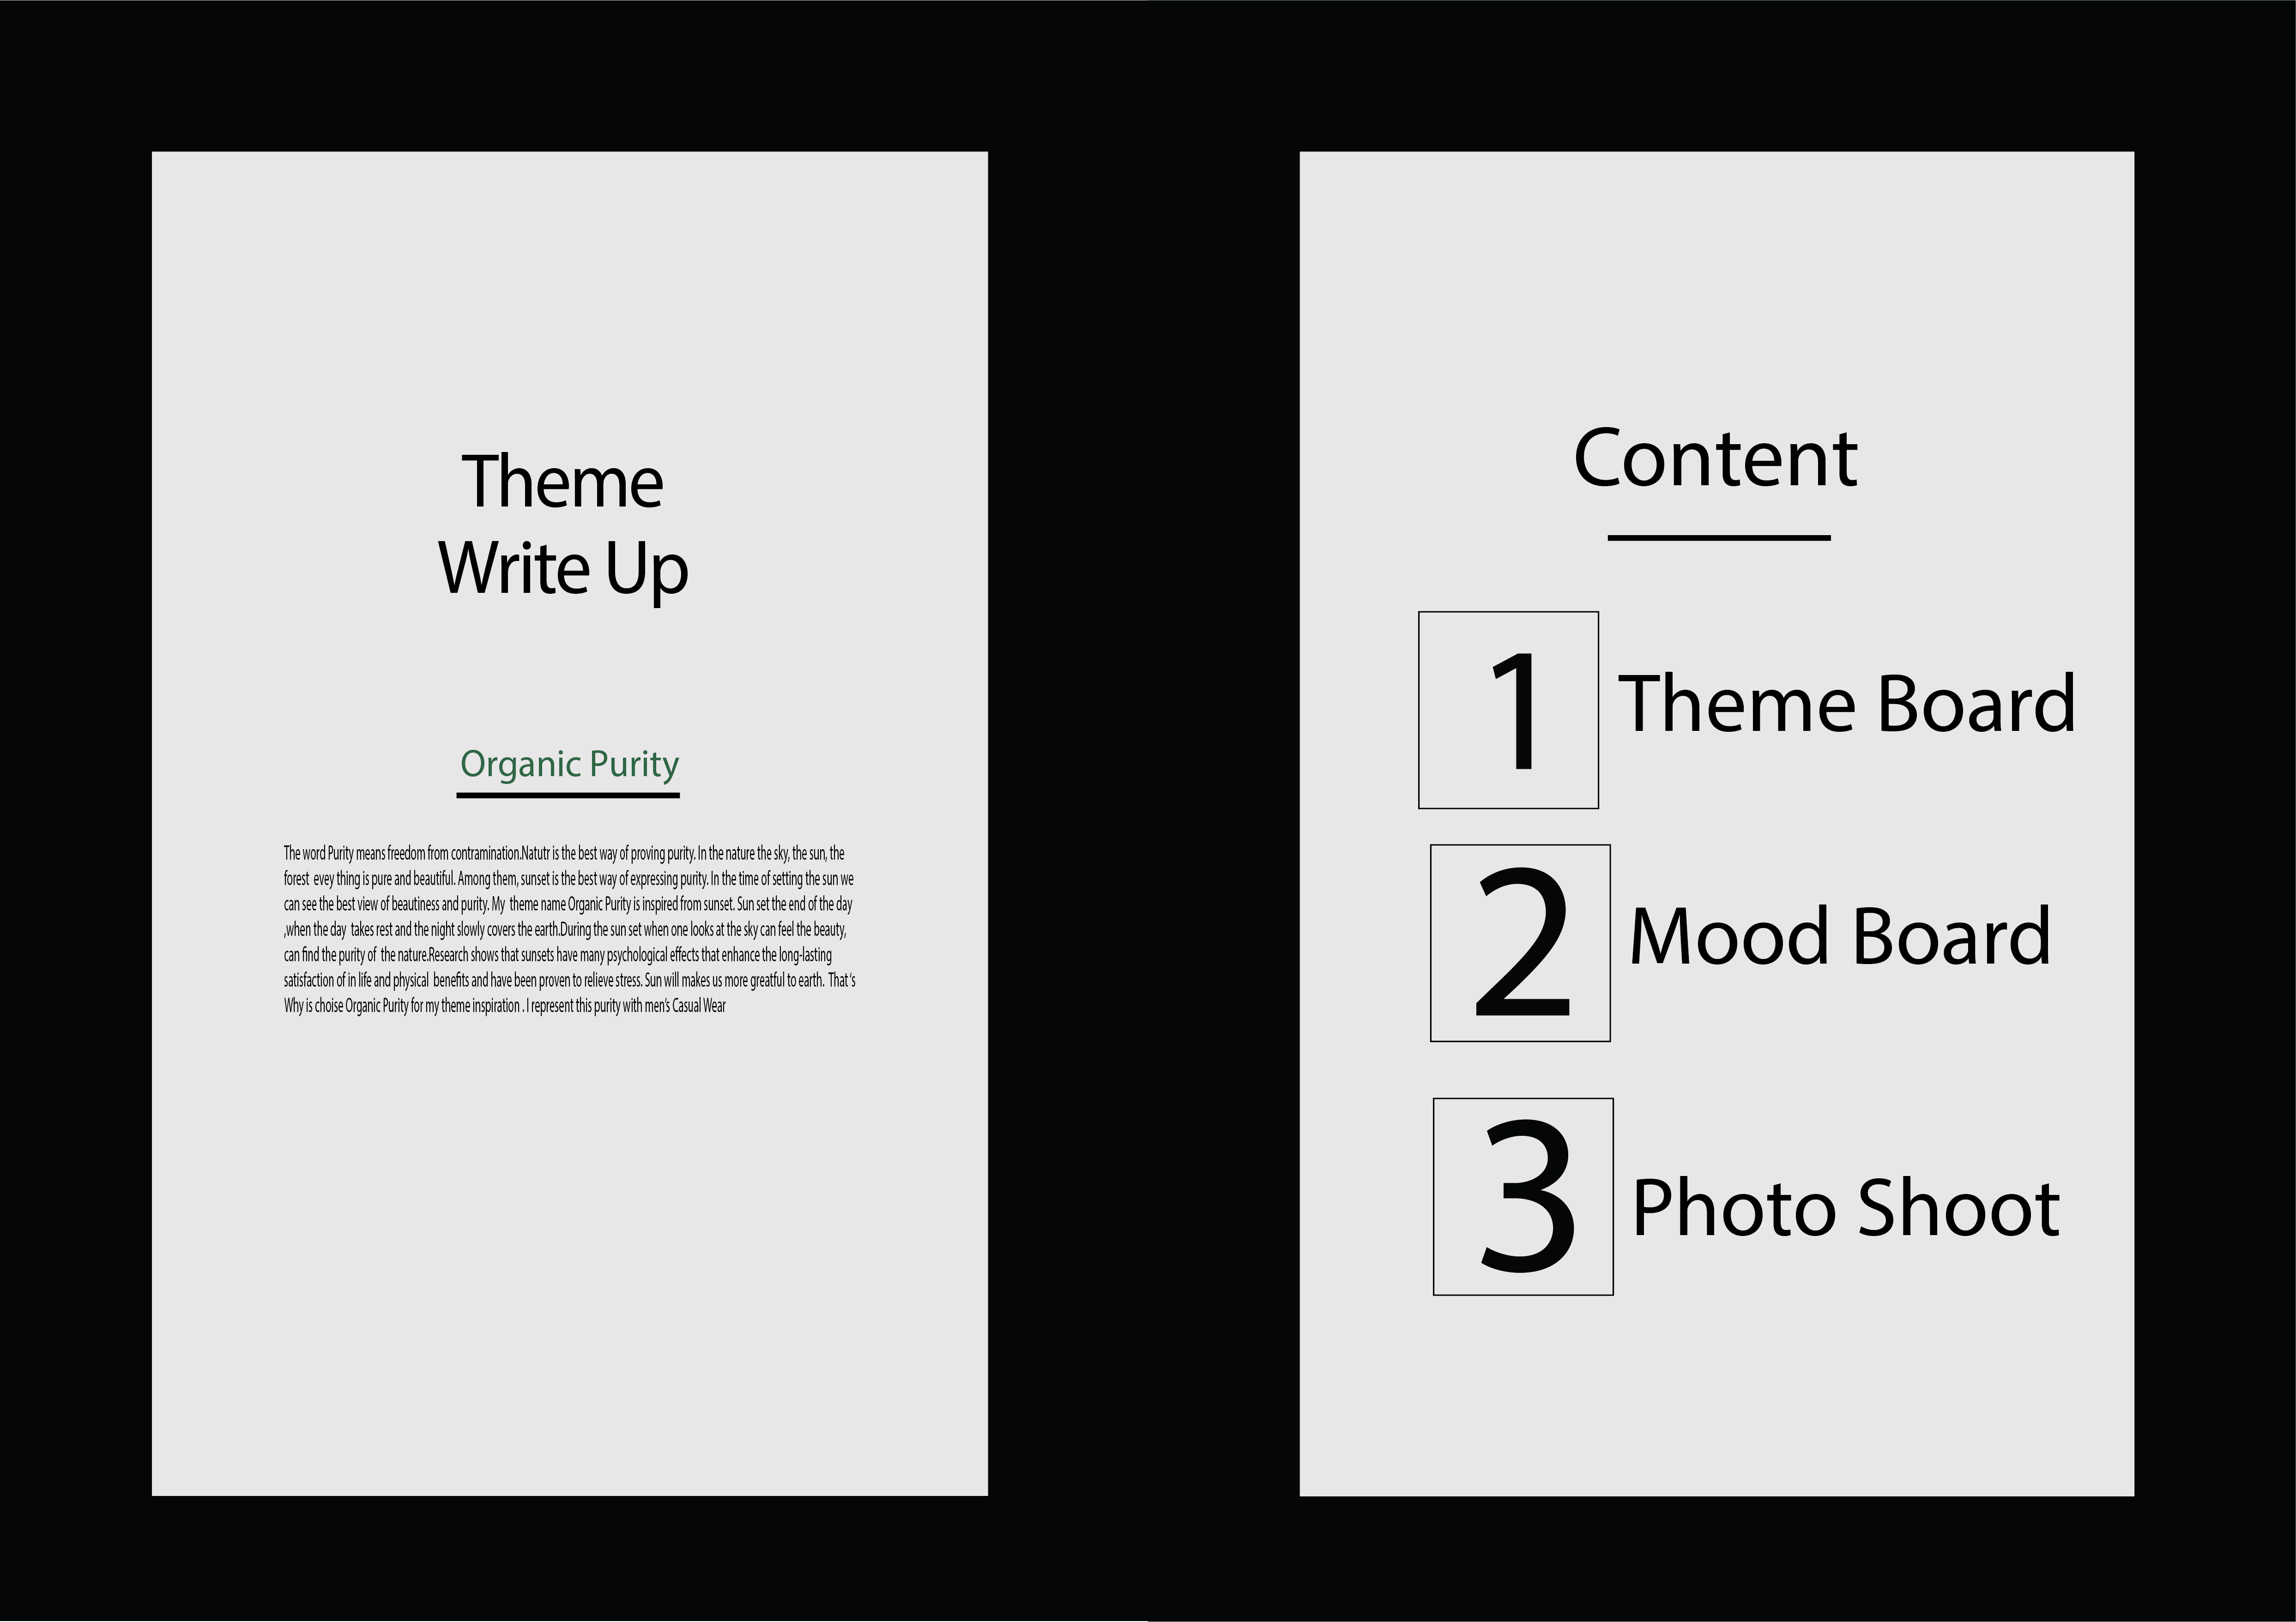 Theme
Write Up
Organic Purity
The word Purity means freedom from contramination.Natutr is the best way of proving purity. In the nature the sky, the sun, the
forest evey thing is pure and beautiful. Among them, sunset is the best way of expressing purity. In the time of setting the sun we
can see the best view of beautiness and purity. My theme name Organic Purity is inspired from sunset. Sun set the end of the day
,when the day takes rest and the night slowly covers the earth.During the sun set when one looks at the sky can feel the beauty,
can find the purity of the nature.Research shows that sunsets have many psychological effects that enhance the long-lasting
satisfaction of in life and physical benefits and have been proven to relieve stress. Sun will makes us more greatful to earth. That's
Why is choise Organic Purity for my theme inspiration . I represent this purity with men's Casual Wear
Content
1 Theme Board
2 Mood Board
3 Photo Shoot